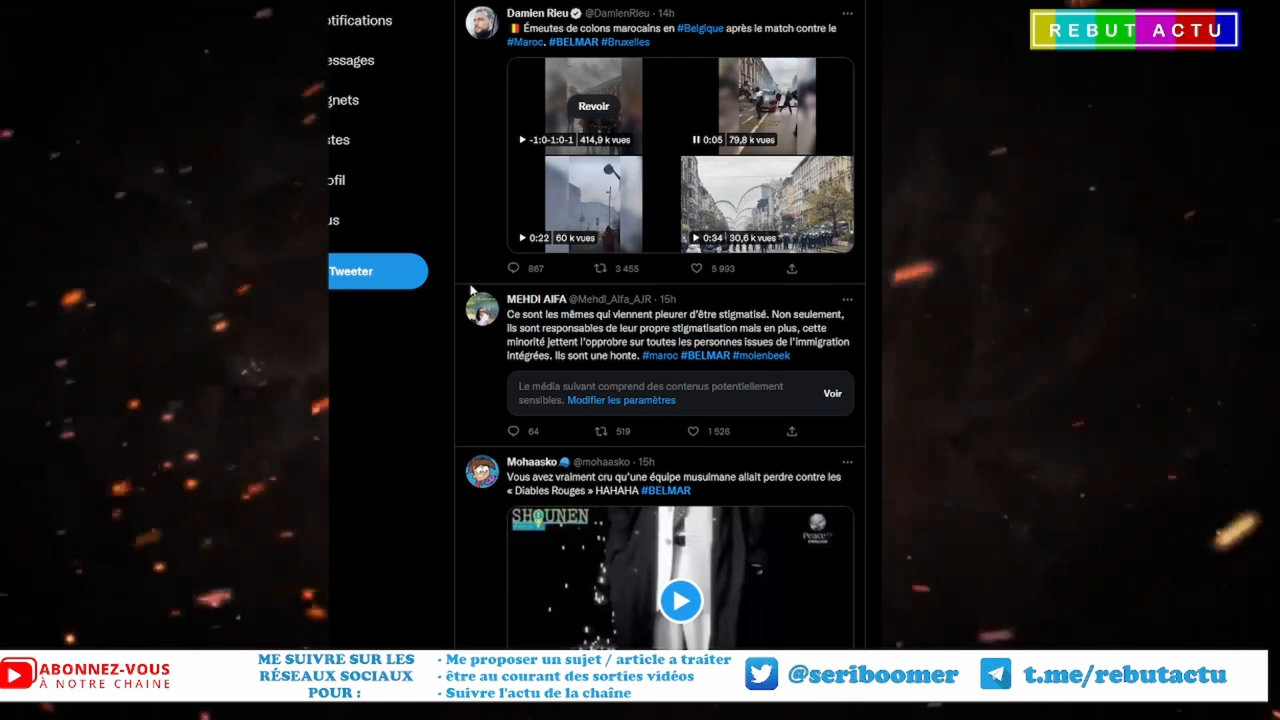 otifications
essages
gnets
stes
ofil
us
Tweeter
Damien Rieu @DamienRieu · 14h
🇧🇪 Émeutes de colons marocains en #Belgique après le match contre le
#Maroc. #BELMAR #Bruxelles
Revoir
-1:0-1:0-1 414,9 k vues
0:05 79,8 k vues
0:22 60 k vues
0:34 30,6 k vues
867 3 455 5 993
MEHDI AIFA @Mehdi_Aifa_AJR · 15h
Ce sont les mêmes qui viennent pleurer d'être stigmatisé. Non seulement,
ils sont responsables de leur propre stigmatisation mais en plus, cette
minorité jettent l'opprobre sur toutes les personnes issues de l'immigration
intégrées. Ils sont une honte. #maroc #BELMAR #molenbeek
Le média suivant comprend des contenus potentiellement
sensibles. Modifier les paramètres
Voir
64 519 1 526
Mohaasko 🧢 @mohaasko · 15h
Vous avez vraiment cru qu'une équipe musulmane allait perdre contre les
« Diables Rouges » HAHAHA #BELMAR
SHOUNEN
Peace
REBUT ACTU
ABONNEZ-VOUS
À NOTRE CHAINE
ME SUIVRE SUR LES
RÉSEAUX SOCIAUX
POUR :
· Me proposer un sujet / article a traiter
· être au courant des sorties vidéos
· Suivre l'actu de la chaîne
@seriboomer
t.me/rebutactu